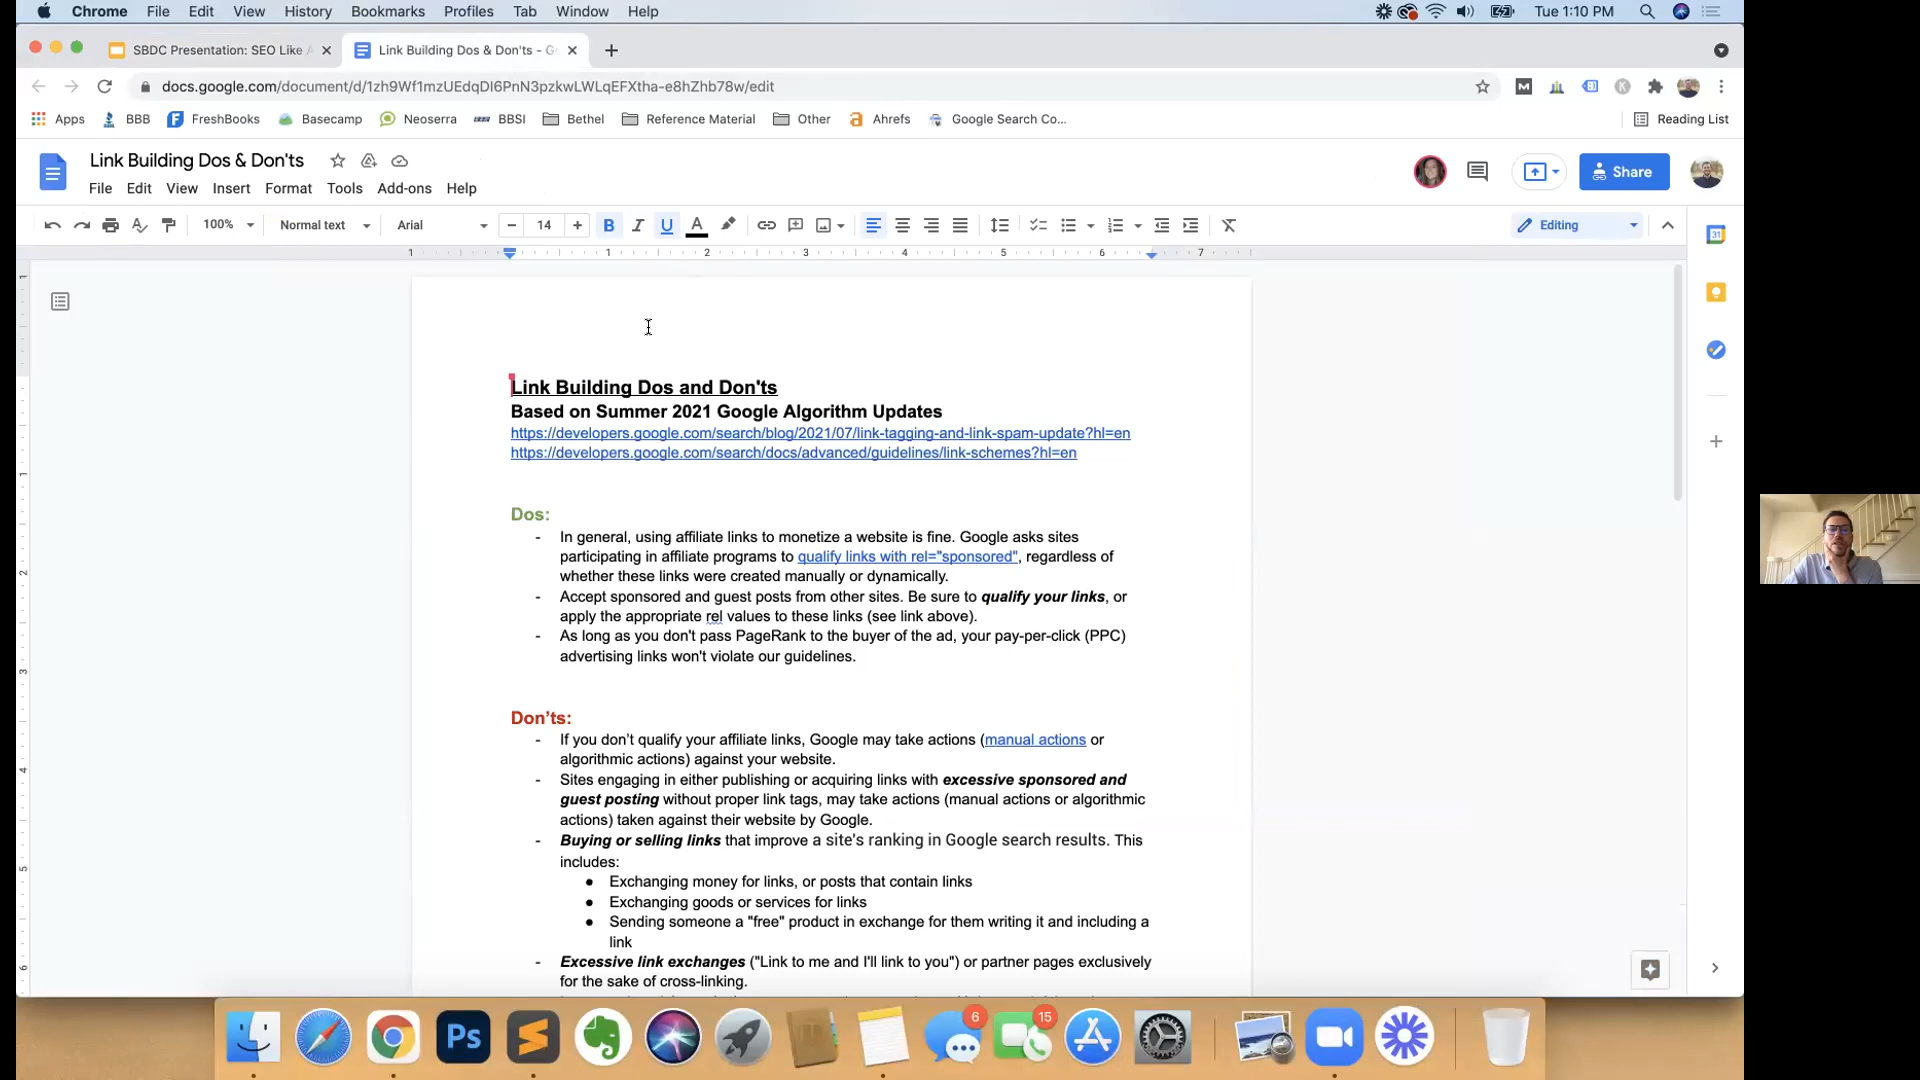 Chrome File Edit View History Bookmarks Profiles Tab Window Help Tue 1:10 PM
SBDC Presentation: SEO Like Link Building Dos & Don'ts - G
docs.google.com/document/d/1zh9Wf1mzUEdqDI6PnN3pzkwLWLqEFXtha-e8hZhb78w/edit
Apps BBB FreshBooks Basecamp Neoserra BBSI Bethel Reference Material Other Ahrefs Google Search Co... Reading List
Link Building Dos & Don'ts
Share
File Edit View Insert Format Tools Add-ons Help
100% Normal text Arial 14 B I U A Editing
1 1 2 3 4 5 6 7
Link Building Dos and Don'ts
Based on Summer 2021 Google Algorithm Updates
https://developers.google.com/search/blog/2021/07/link-tagging-and-link-spam-update?hl=en
https://developers.google.com/search/docs/advanced/guidelines/link-schemes?hl=en
Dos:
- In general, using affiliate links to monetize a website is fine. Google asks sites
participating in affiliate programs to qualify links with rel="sponsored", regardless of
whether these links were created manually or dynamically.
- Accept sponsored and guest posts from other sites. Be sure to qualify your links, or
apply the appropriate rel values to these links (see link above).
- As long as you don't pass PageRank to the buyer of the ad, your pay-per-click (PPC)
advertising links won't violate our guidelines.
Don'ts:
- If you don't qualify your affiliate links, Google may take actions (manual actions or
algorithmic actions) against your website.
- Sites engaging in either publishing or acquiring links with excessive sponsored and
guest posting without proper link tags, may take actions (manual actions or algorithmic
actions) taken against their website by Google.
- Buying or selling links that improve a site's ranking in Google search results. This
includes:
● Exchanging money for links, or posts that contain links
● Exchanging goods or services for links
● Sending someone a "free" product in exchange for them writing it and including a
link
- Excessive link exchanges ("Link to me and I'll link to you") or partner pages exclusively
for the sake of cross-linking.
Ps 6 15